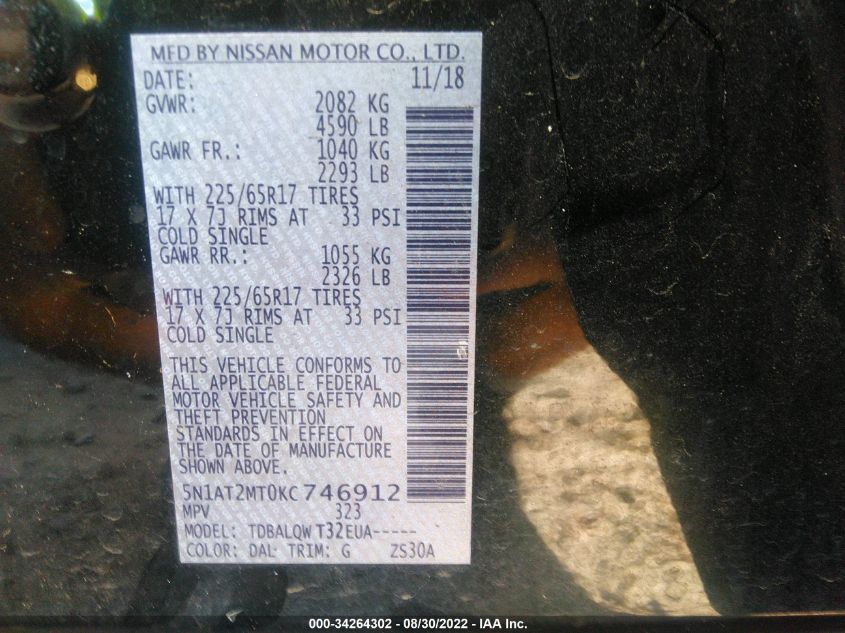 MFD BY NISSAN MOTOR CO., LTD.
DATE: 11/18
GVWR: 2082 KG
4590 LB
GAWR FR.: 1040 KG
2293 LB
WITH 225/65R17 TIRES
17 X 7J RIMS AT 33 PSI
COLD SINGLE
GAWR RR.: 1055 KG
2326 LB
WITH 225/65R17 TIRES
17 X 7J RIMS AT 33 PSI
COLD SINGLE
THIS VEHICLE CONFORMS TO
ALL APPLICABLE FEDERAL
MOTOR VEHICLE SAFETY AND
THEFT PREVENTION
STANDARDS IN EFFECT ON
THE DATE OF MANUFACTURE
SHOWN ABOVE.
5N1AT2MT0KC746912
MPV 323
MODEL: TDBALQWT32EUA-----
COLOR: DAL TRIM: G ZS30A
000-34264302 - 08/30/2022 - IAA Inc.